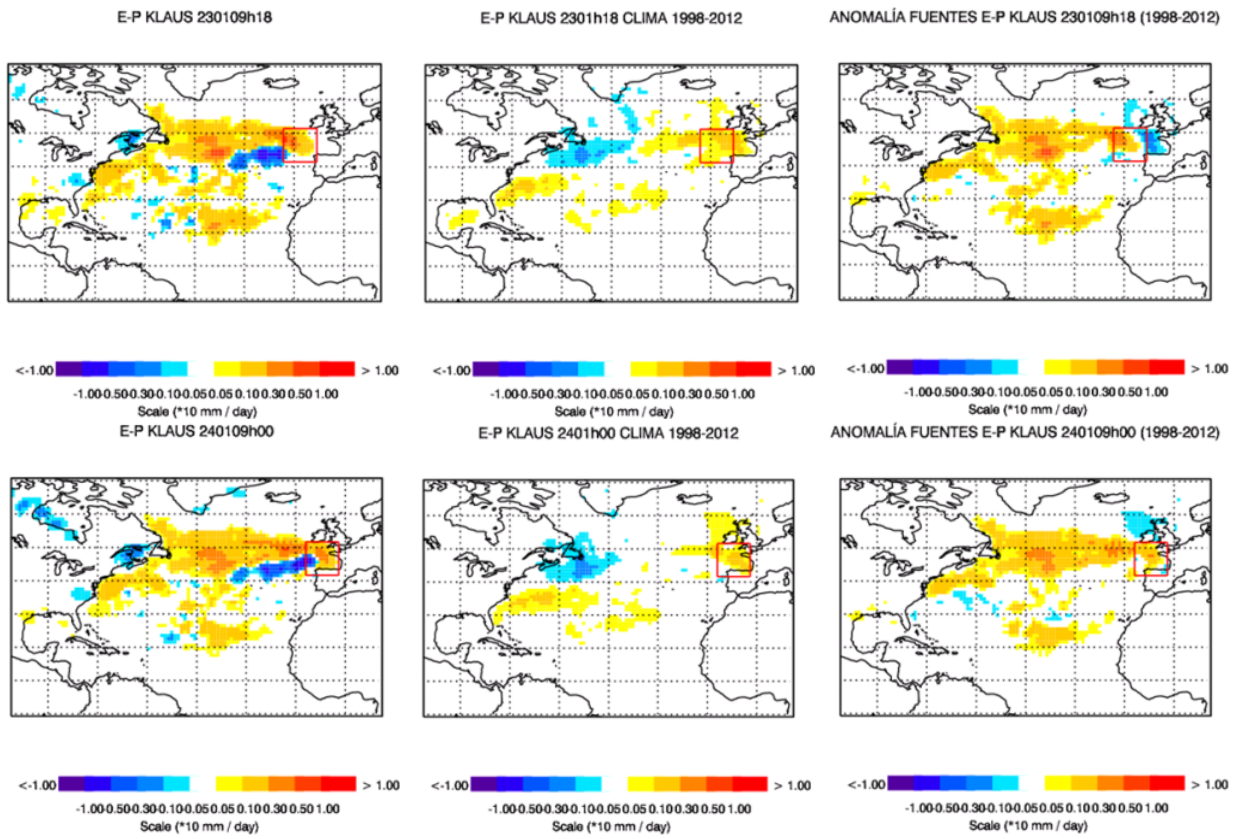 E-P KLAUS 230109h18
E-P KLAUS 2301h18 CLIMA 1998-2012
ANOMALÍA FUENTES E-P KLAUS 230109h18 (1998-2012)
<-1.00 > 1.00
-1.00-0.50-0.30-0.10-0.05 0.05 0.10 0.30 0.50 1.00
Scale (*10 mm / day)
<-1.00 > 1.00
-1.00-0.50-0.30-0.10-0.05 0.05 0.10 0.30 0.50 1.00
Scale (*10 mm / day)
<-1.00 > 1.00
-1.00-0.50-0.30-0.10-0.05 0.05 0.10 0.30 0.50 1.00
Scale (*10 mm / day)
E-P KLAUS 240109h00
E-P KLAUS 2401h00 CLIMA 1998-2012
ANOMALÍA FUENTES E-P KLAUS 240109h00 (1998-2012)
<-1.00 > 1.00
-1.00-0.50-0.30-0.10-0.05 0.05 0.10 0.30 0.50 1.00
Scale (*10 mm / day)
<-1.00 > 1.00
-1.00-0.50-0.30-0.10-0.05 0.05 0.10 0.30 0.50 1.00
Scale (*10 mm / day)
<-1.00 > 1.00
-1.00-0.50-0.30-0.10-0.05 0.05 0.10 0.30 0.50 1.00
Scale (*10 mm / day)